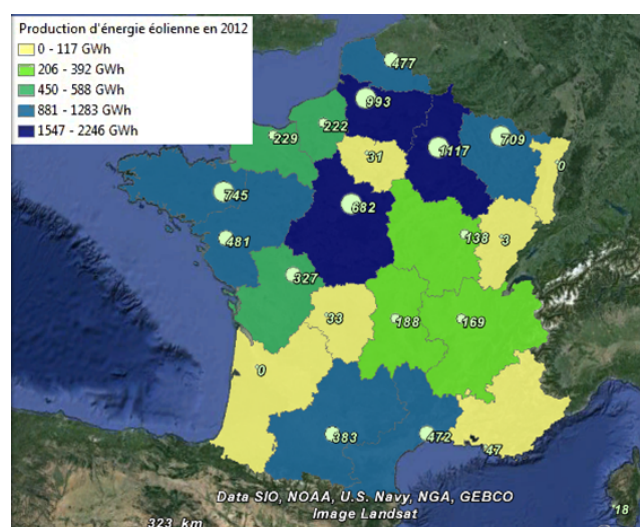 Production d'énergie éolienne en 2012
0 - 117 GWh
206 - 392 GWh
450 - 588 GWh
881 - 1283 GWh
1547 - 2246 GWh
477
993
222
229
31
1117
709
0
745
682
481
138
3
327
33
188
169
0
383
472
47
18
Data SIO, NOAA, U.S. Navy, NGA, GEBCO
Image Landsat
323 km